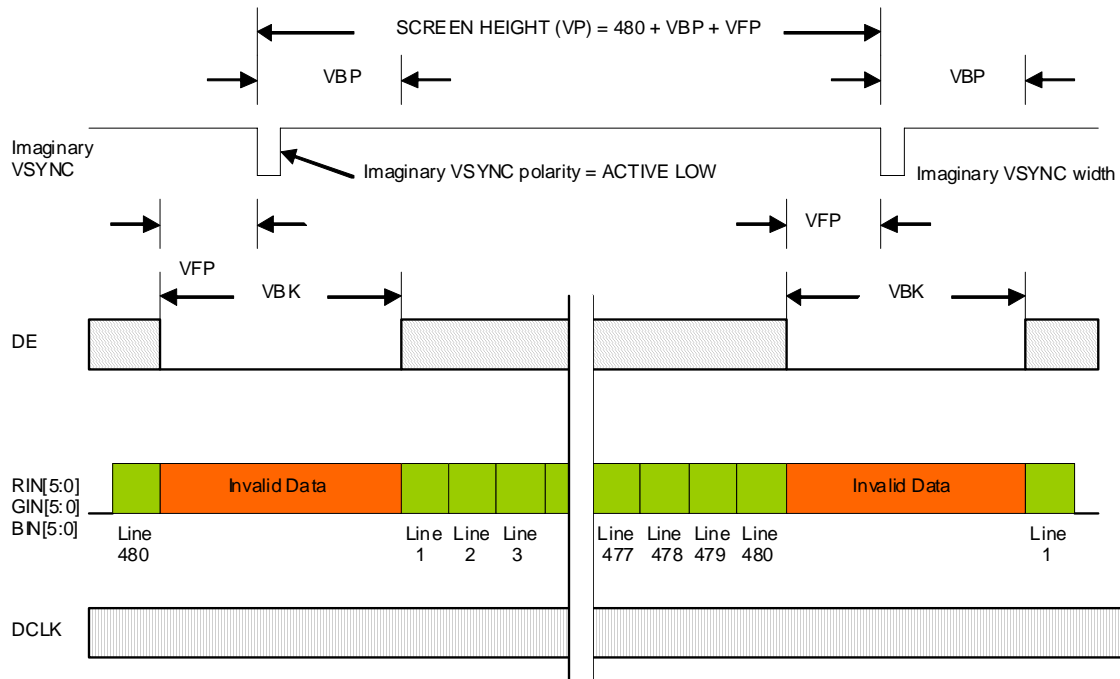 SCREEN HEIGHT (VP) = 480 + VBP + VFP
VBP
VBP
Imaginary
VSYNC
Imaginary VSYNC polarity = ACTIVE LOW
Imaginary VSYNC width
VFP
VFP
VBK
VBK
DE
RIN[5:0]
GIN[5:0]
BIN[5:0]
Invalid Data
Invalid Data
Line
480
Line
1
Line
2
Line
3
Line
477
Line
478
Line
479
Line
480
Line
1
DCLK